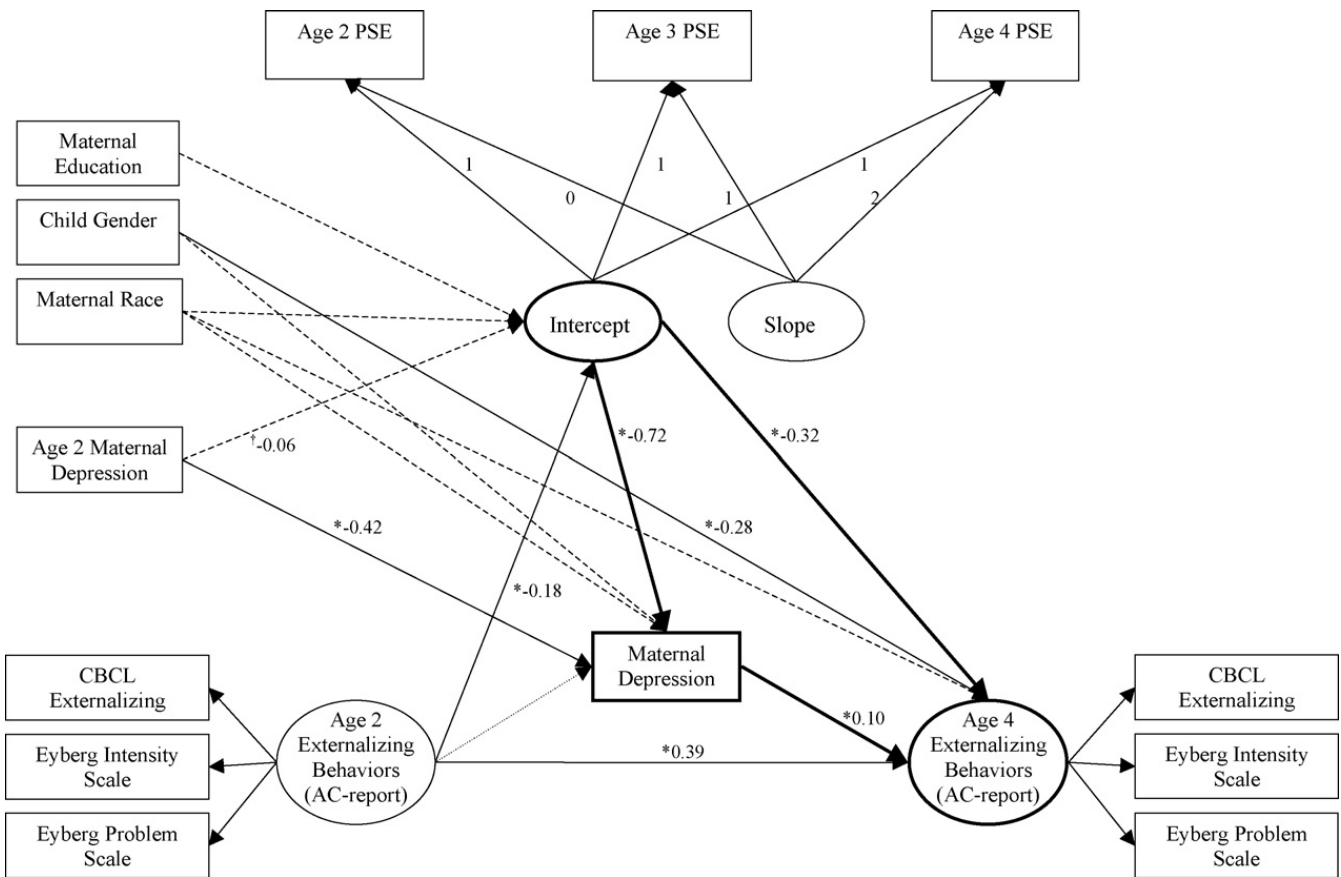 Age 2 PSE
Age 3 PSE
Age 4 PSE
Maternal
Education
Child Gender
Maternal Race
1
0
1
1
1
2
Intercept
Slope
Age 2 Maternal
Depression
†-0.06
*-0.72
*-0.32
*-0.42
*-0.28
*-0.18
Maternal
Depression
*0.10
*0.39
CBCL
Externalizing
Eyberg Intensity
Scale
Eyberg Problem
Scale
Age 2
Externalizing
Behaviors
(AC-report)
Age 4
Externalizing
Behaviors
(AC-report)
CBCL
Externalizing
Eyberg Intensity
Scale
Eyberg Problem
Scale